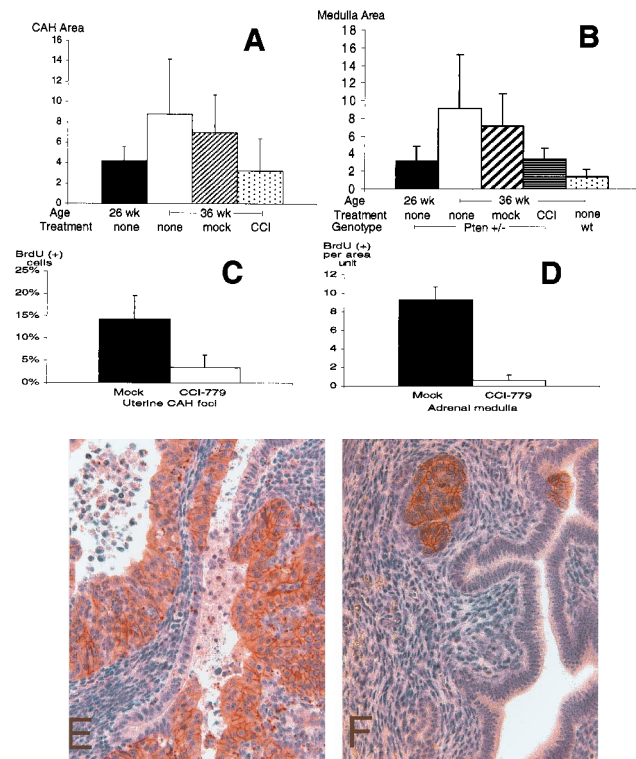 CAH Area
A
16
14
12
10
8
6
4
2
0
Age 26 wk 36 wk
Treatment none none mock CCI
Medulla Area
B
18
16
14
12
10
8
6
4
2
0
Age 26 wk 36 wk
Treatment none none mock CCI none
Genotype Pten +/- wt
BrdU (+)
cells
C
25%
20%
15%
10%
5%
0%
Mock CCI-779
Uterine CAH foci
BrdU (+)
per area
unit
D
12
10
8
6
4
2
0
Mock CCI-779
Adrenal medulla
E
F